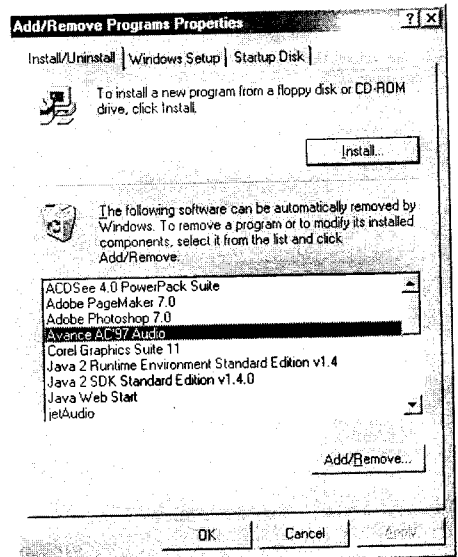 Add/Remove Programs Properties
Install/Uninstall Windows Setup Startup Disk
To install a new program from a floppy disk or CD-ROM
drive, click Install.
Install...
The following software can be automatically removed by
Windows. To remove a program or to modify its installed
components, select it from the list and click
Add/Remove.
ACDSee 4.0 PowerPack Suite
Adobe PageMaker 7.0
Adobe Photoshop 7.0
Avance AC'97 Audio
Corel Graphics Suite 11
Java 2 Runtime Environment Standard Edition v1.4
Java 2 SDK Standard Edition v1.4.0
Java Web Start
jetAudio
Add/Remove...
OK Cancel Apply